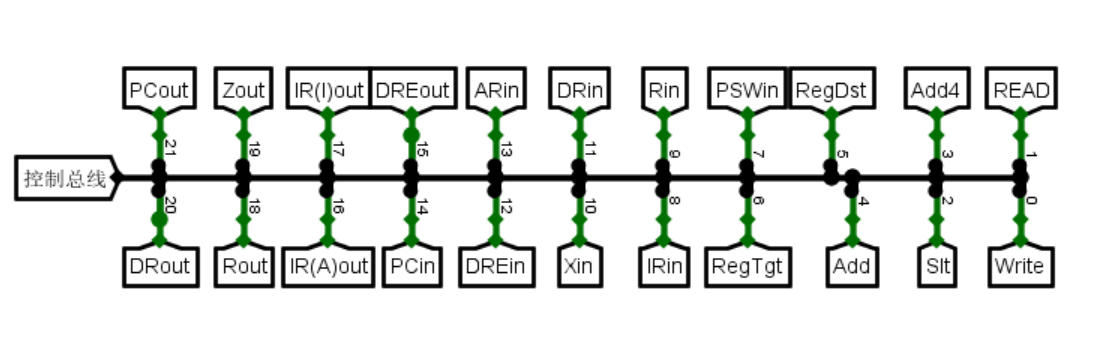 PCout Zout IR(I)out DREout ARin DRin Rin PSWin RegDst Add4 READ
21 19 17 15 13 11 9 7 5 3 1
控制总线
20 18 16 14 12 10 8 6 4 2 0
DRout Rout IR(A)out PCin DREin Xin IRin RegTgt Add Slt Write